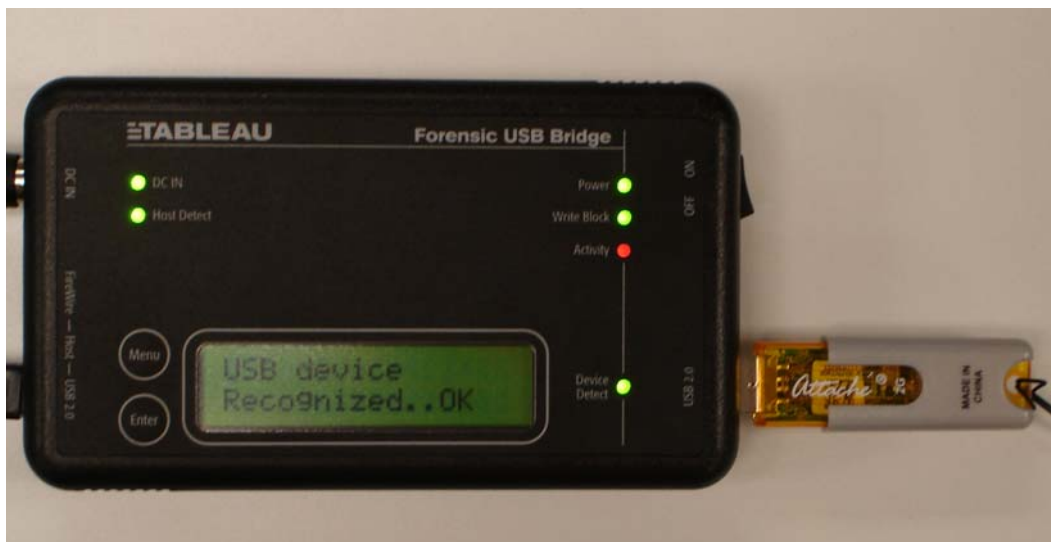 TABLEAU
Forensic USB Bridge
DC IN
DC IN
Host Detect
Power
Write Block
Activity
ON
OFF
FireWire — Host — USB 2.0
Menu
Enter
USB device
Recognized..OK
Device
Detect
USB 2.0
Attaché®
2G
MADE IN
CHINA